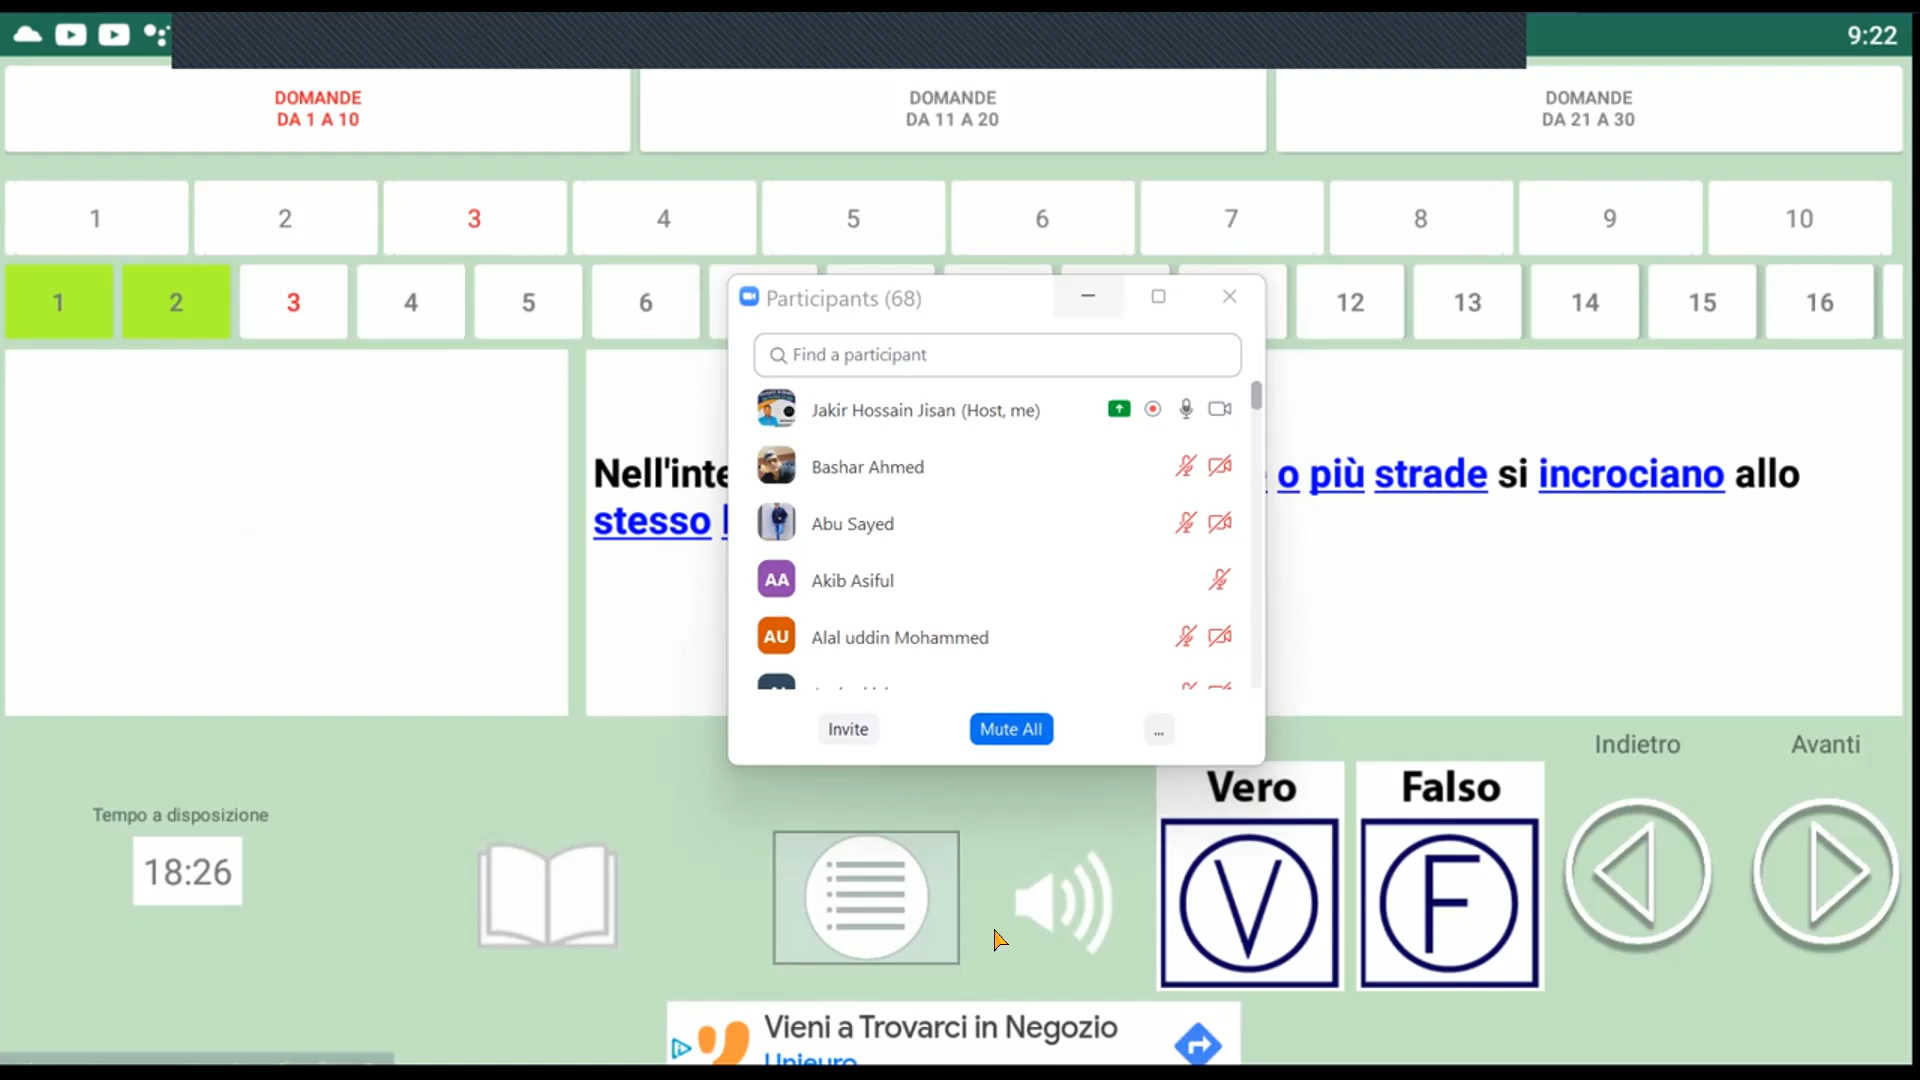 9:22
DOMANDE
DA 1 A 10
DOMANDE
DA 11 A 20
DOMANDE
DA 21 A 30
1 2 3 4 5 6 7 8 9 10
1 2 3 4 5 6 12 13 14 15 16
Participants (68)
Find a participant
Jakir Hossain Jisan (Host, me)
Bashar Ahmed
Abu Sayed
AA Akib Asiful
AU Alal uddin Mohammed
Invite Mute All ...
Nell'inte o più strade si incrociano allo
stesso
Indietro Avanti
Vero Falso
V F
Tempo a disposizione
18:26
Vieni a Trovarci in Negozio
Unieuro